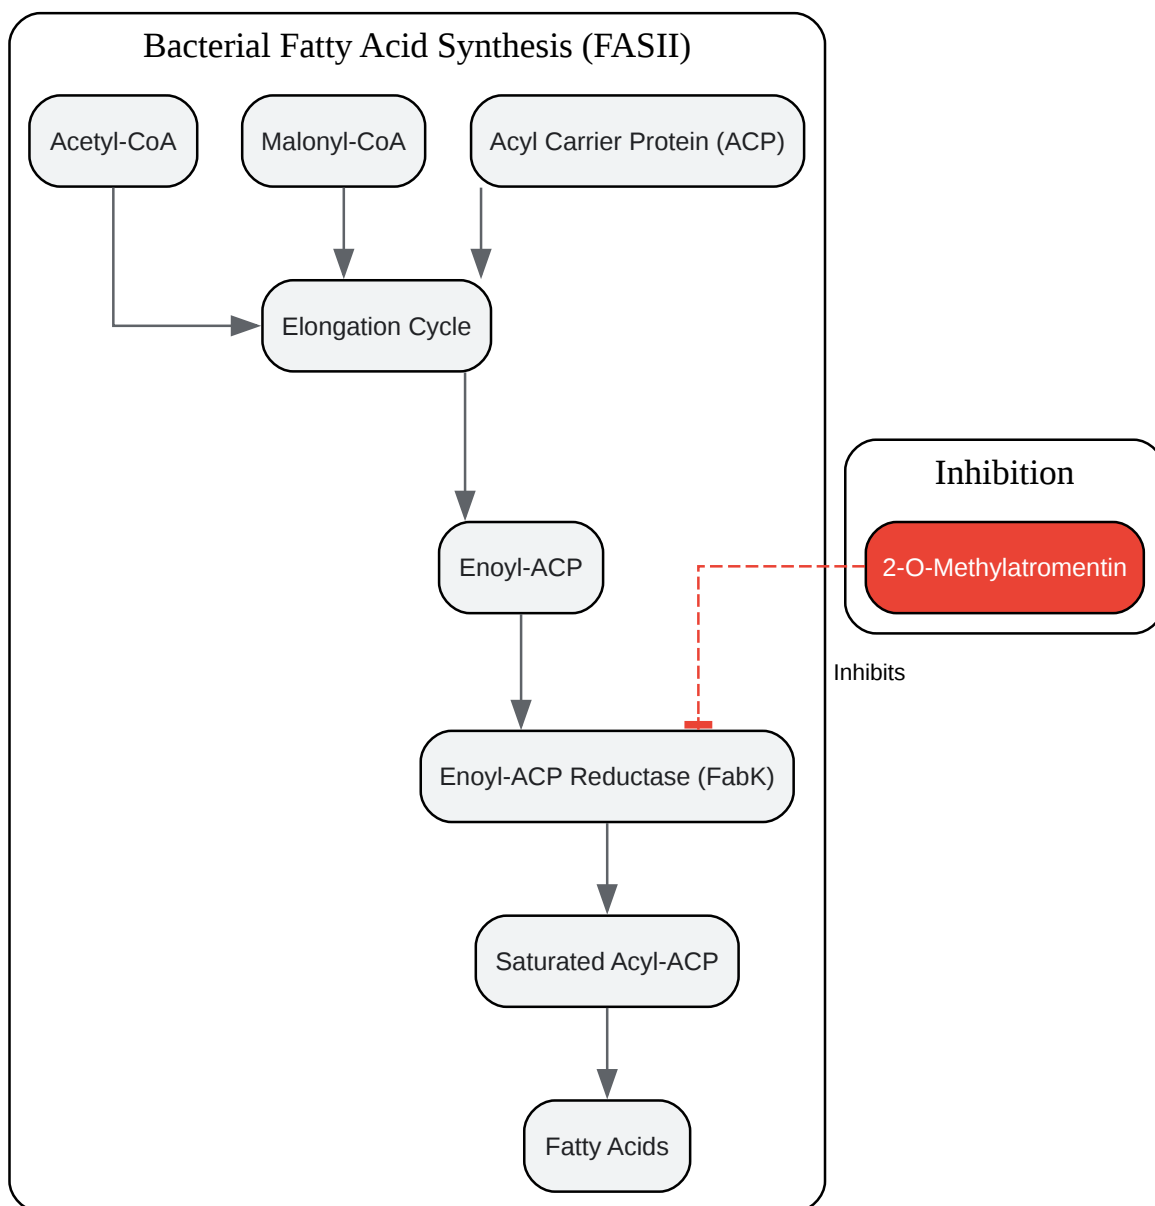 Bacterial Fatty Acid Synthesis (FASII)
Acetyl-CoA
Malonyl-CoA
Acyl Carrier Protein (ACP)
Elongation Cycle
Inhibition
Enoyl-ACP
2-O-Methylatromentin
Inhibits
Enoyl-ACP Reductase (FabK)
Saturated Acyl-ACP
Fatty Acids